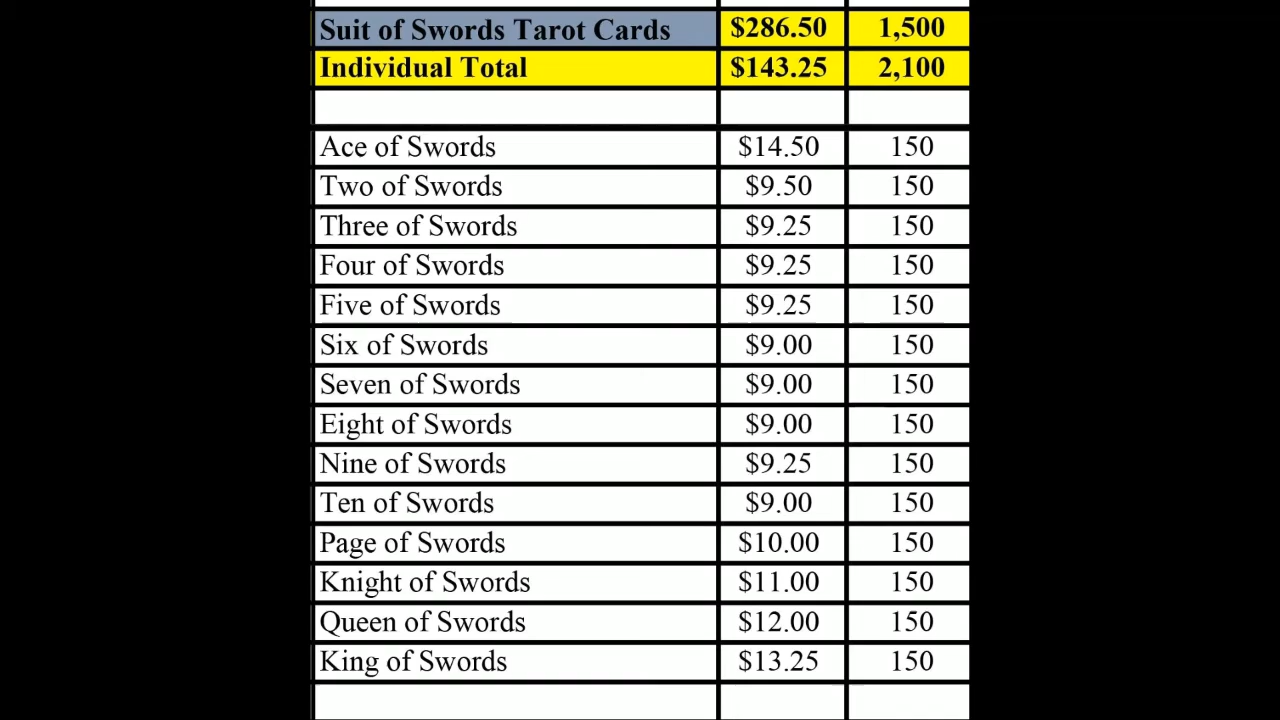 Suit of Swords Tarot Cards $286.50 1,500
Individual Total $143.25 2,100
Ace of Swords $14.50 150
Two of Swords $9.50 150
Three of Swords $9.25 150
Four of Swords $9.25 150
Five of Swords $9.25 150
Six of Swords $9.00 150
Seven of Swords $9.00 150
Eight of Swords $9.00 150
Nine of Swords $9.25 150
Ten of Swords $9.00 150
Page of Swords $10.00 150
Knight of Swords $11.00 150
Queen of Swords $12.00 150
King of Swords $13.25 150